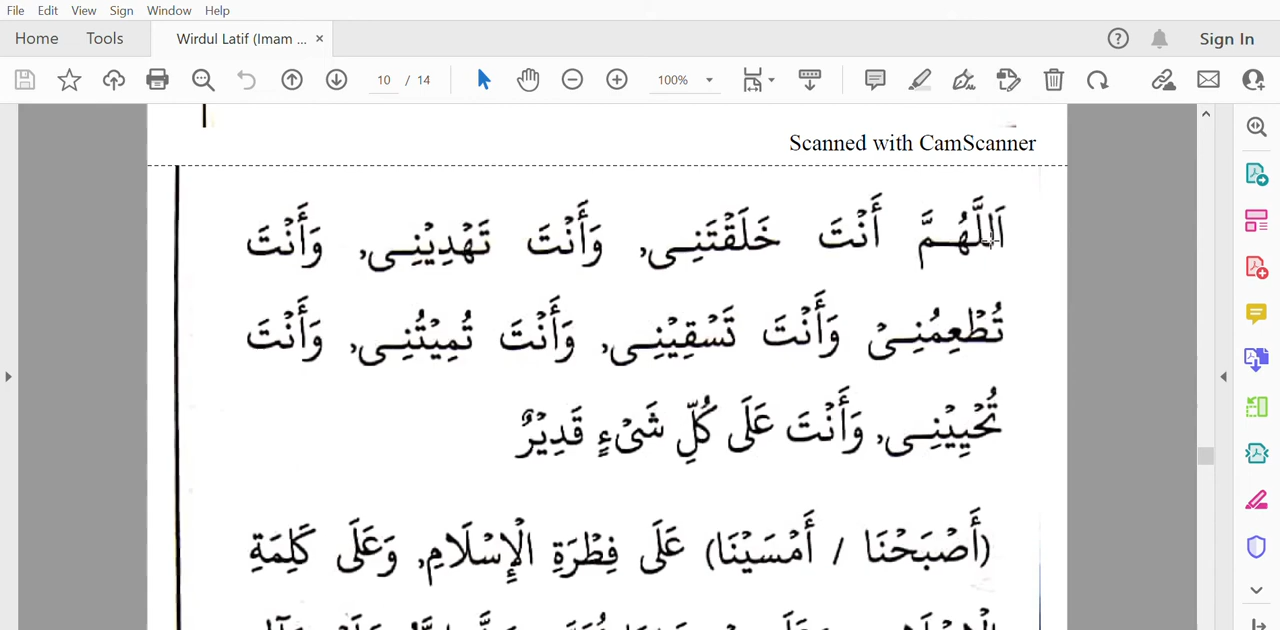 File Edit View Sign Window Help
Home Tools Wirdul Latif (Imam ... × Sign In
10 / 14 100%
Scanned with CamScanner
اَللَّهُمَّ أَنْتَ خَلَقْتَنِى, وَأَنْتَ تَهْدِيْنِى, وَأَنْتَ
تُطْعِمُنِىْ وَأَنْتَ تَسْقِيْنِى, وَأَنْتَ تُمِيْتُنِى, وَأَنْتَ
تُحْيِيْنِى, وَأَنْتَ عَلَى كُلِّ شَىْءٍ قَدِيْرٌ
(أَصْبَحْنَا / أَمْسَيْنَا) عَلَى فِطْرَةِ الْإِسْلَامِ, وَعَلَى كَلِمَةِ